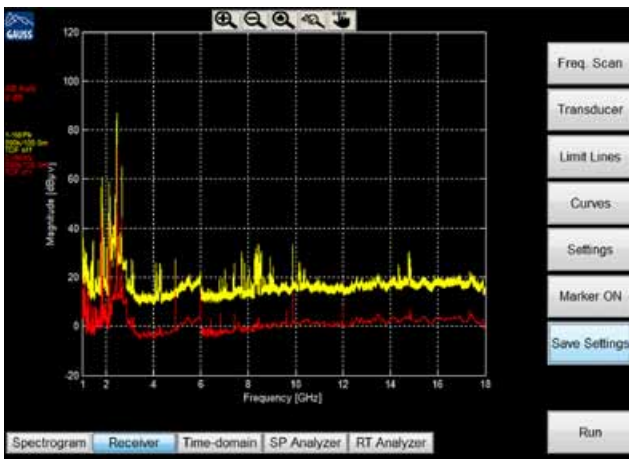 GAUSS
120
100
80
60
40
20
0
-20
Magnitude [dBµV]
1 2 4 6 8 10 12 14 16 18
Frequency [GHz]
Freq. Scan
Transducer
Limit Lines
Curves
Settings
Marker ON
Save Settings
Run
Spectrogram Receiver Time-domain SP Analyzer RT Analyzer